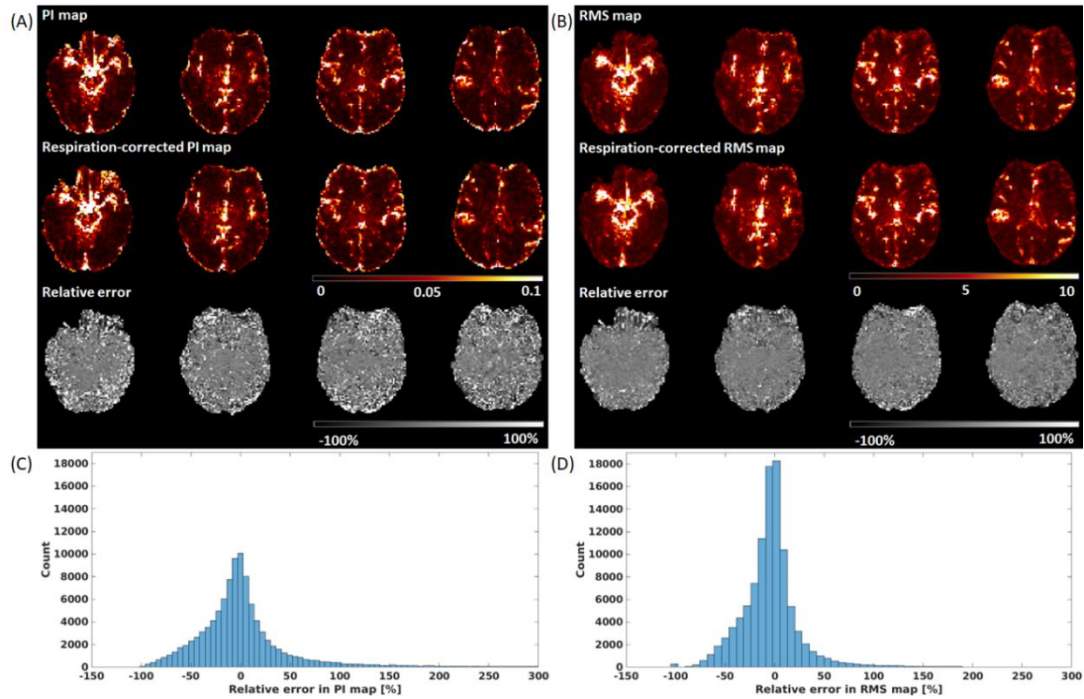 (A)
PI map
Respiration-corrected PI map
0 0.05 0.1
Relative error
-100% 100%
(B)
RMS map
Respiration-corrected RMS map
0 5 10
Relative error
-100% 100%
(C)
18000
16000
14000
12000
10000
8000
6000
4000
2000
0
Count
-150 -100 -50 0 50 100 150 200 250 300
Relative error in PI map [%]
(D)
18000
16000
14000
12000
10000
8000
6000
4000
2000
0
Count
-150 -100 -50 0 50 100 150 200 250 300
Relative error in RMS map [%]